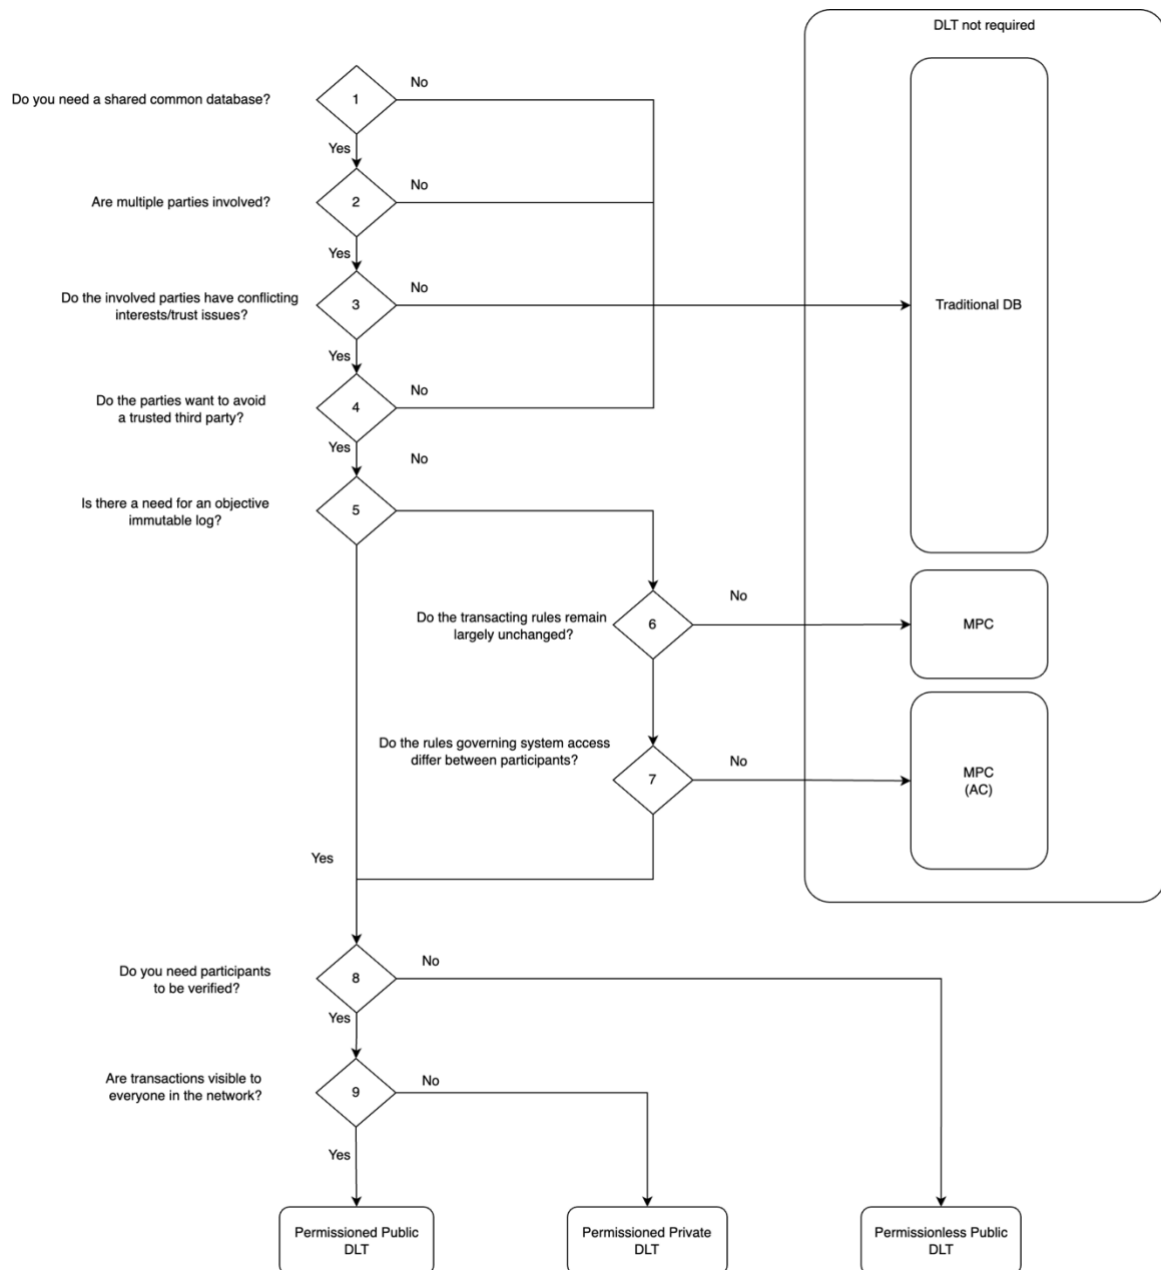 DLT not required
No
Do you need a shared common database?
1
Yes
No
Are multiple parties involved?
2
Yes
No
Do the involved parties have conflicting
interests/trust issues?
3
Traditional DB
Yes
No
Do the parties want to avoid
a trusted third party?
4
Yes
No
Is there a need for an objective
immutable log?
5
No
Do the transacting rules remain
largely unchanged?
6
MPC
Do the rules governing system access
differ between participants?
7
No
MPC
(AC)
Yes
No
Do you need participants
to be verified?
8
Yes
No
Are transactions visible to
everyone in the network?
9
Yes
Permissioned Public
DLT
Permissioned Private
DLT
Permissionless Public
DLT